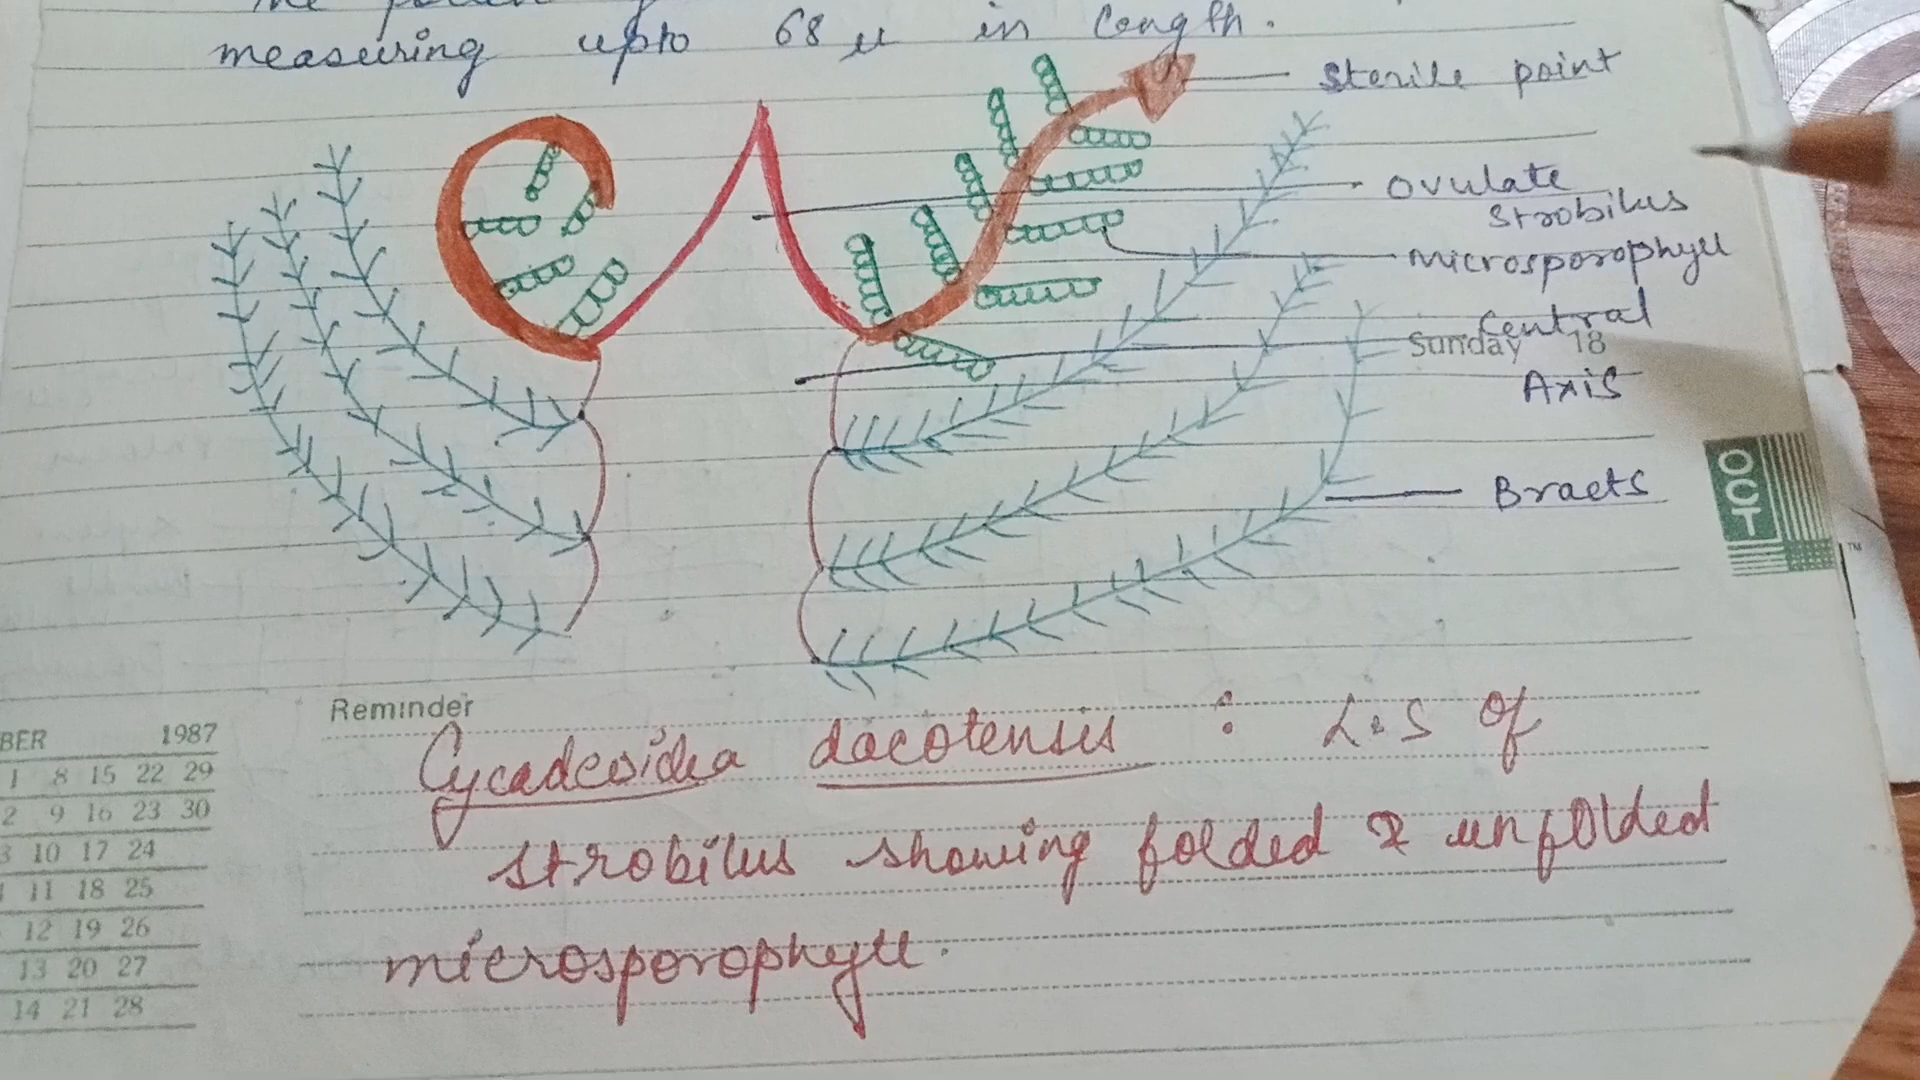 The
measuring upto 68 μ in length.
Sterile point
Ovulate
Strobilus
Microsporophyll
Central
Sunday 18
Axis
Bracts
OCT
TM
Reminder
BER 1987
1 8 15 22 29
2 9 16 23 30
3 10 17 24
11 18 25
12 19 26
13 20 27
14 21 28
Cycadeoidea dacotensis : L.S of
strobilus showing folded & unfolded
microsporophyll.